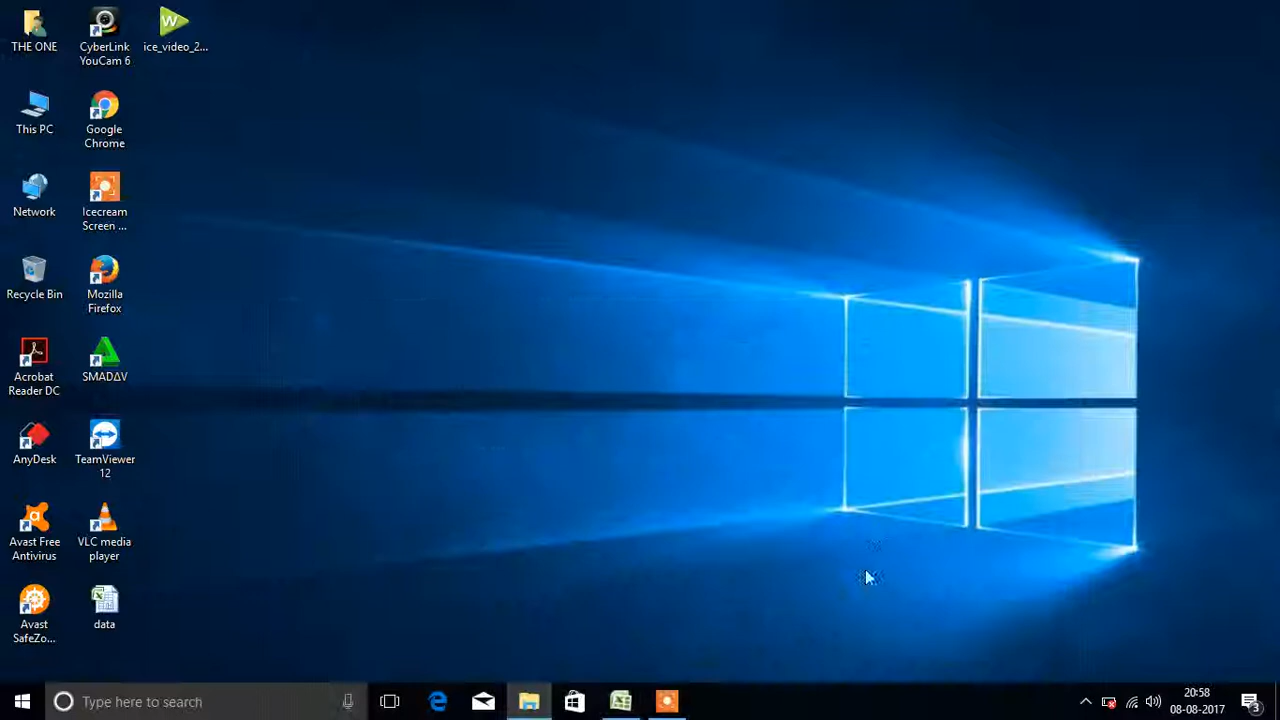 THE ONE
CyberLink
YouCam 6
ice_video_2...
This PC
Google
Chrome
Network
Icecream
Screen ...
Recycle Bin
Mozilla
Firefox
Acrobat
Reader DC
SMADΔV
AnyDesk
TeamViewer
12
Avast Free
Antivirus
VLC media
player
Avast
SafeZo...
data
Type here to search
20:58
08-08-2017
3